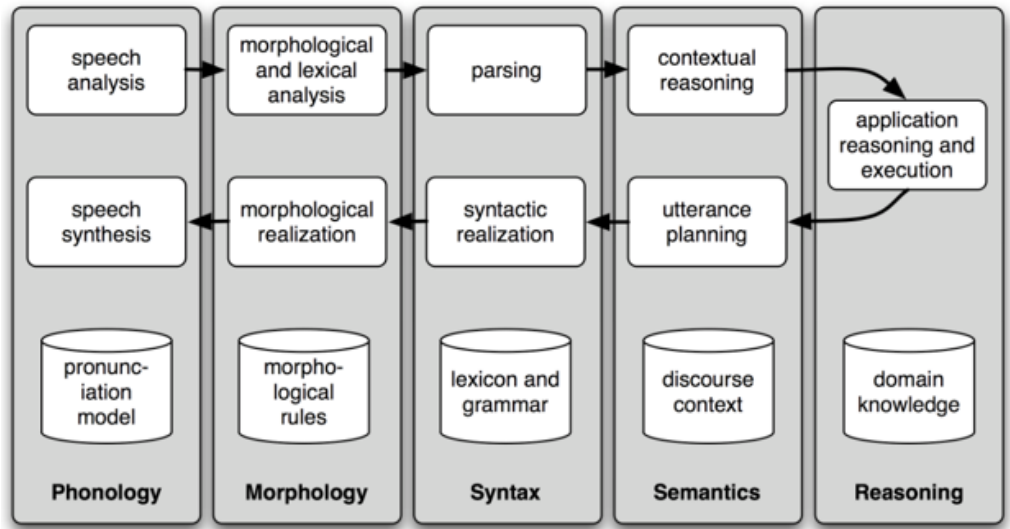 speech
analysis
morphological
and lexical
analysis
parsing
contextual
reasoning
application
reasoning and
execution
speech
synthesis
morphological
realization
syntactic
realization
utterance
planning
pronunc-
iation
model
morpho-
logical
rules
lexicon and
grammar
discourse
context
domain
knowledge
Phonology
Morphology
Syntax
Semantics
Reasoning